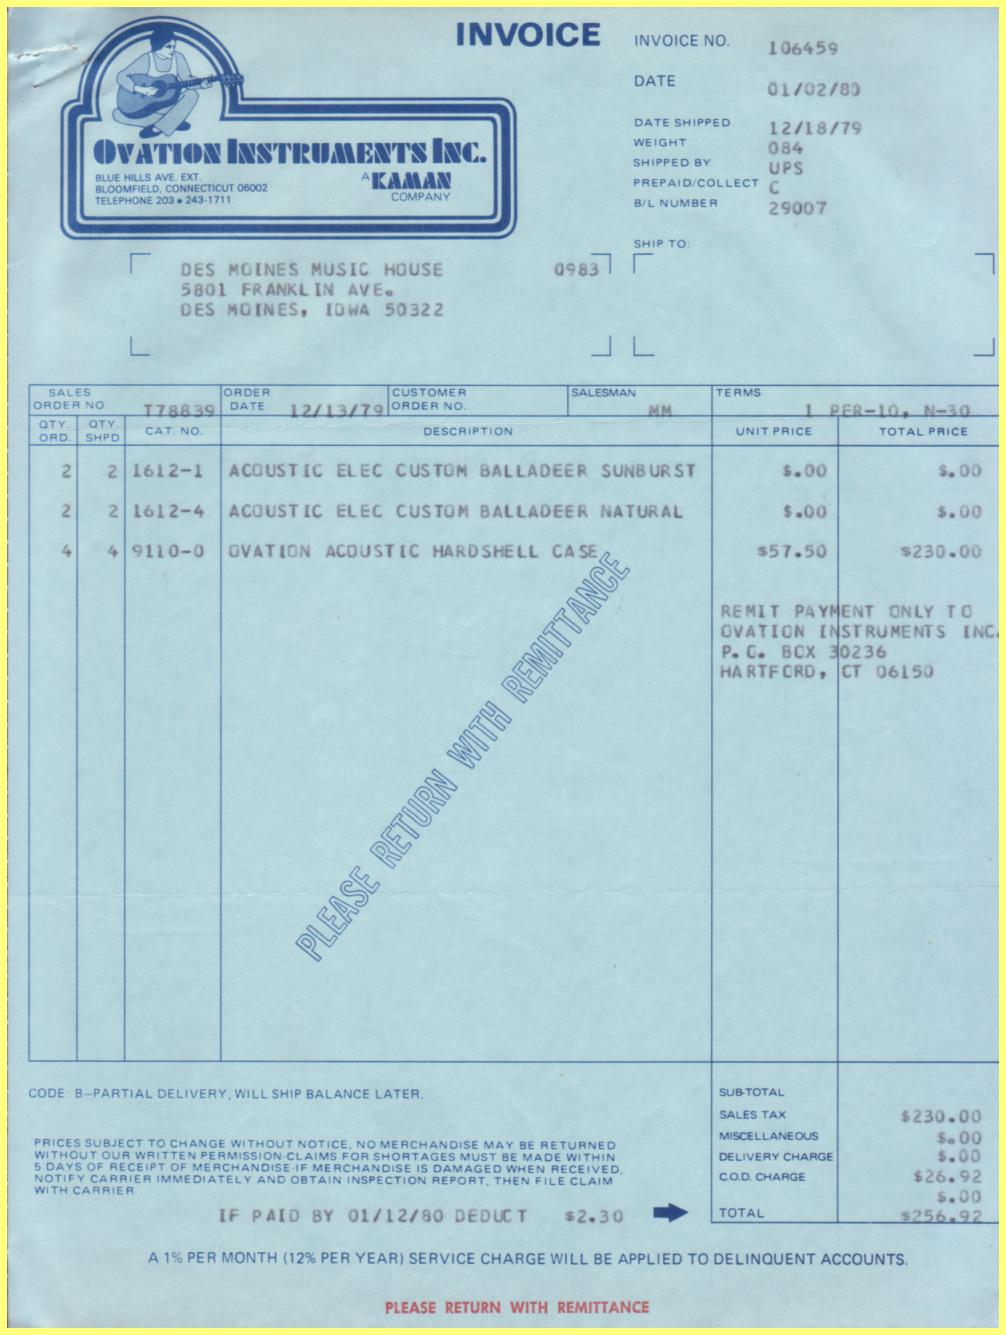 INVOICE
INVOICE NO. 106459
DATE 01/02/80
DATE SHIPPED 12/18/79
WEIGHT 084
SHIPPED BY UPS
PREPAID/COLLECT C
B/L NUMBER 29007
OVATION INSTRUMENTS INC.
BLUE HILLS AVE. EXT.
BLOOMFIELD, CONNECTICUT 06002
TELEPHONE 203 • 243-1711
A KAMAN
COMPANY
SHIP TO:
DES MOINES MUSIC HOUSE 0983
5801 FRANKLIN AVE.
DES MOINES, IOWA 50322
SALES ORDER NO. T78839 ORDER DATE 12/13/79 CUSTOMER ORDER NO. SALESMAN MM TERMS 1 PER-10, N-30
QTY. ORD. QTY. SHPD CAT. NO. DESCRIPTION UNIT PRICE TOTAL PRICE
2 2 1612-1 ACOUSTIC ELEC CUSTOM BALLADEER SUNBURST $.00 $.00
2 2 1612-4 ACOUSTIC ELEC CUSTOM BALLADEER NATURAL $.00 $.00
4 4 9110-0 OVATION ACOUSTIC HARDSHELL CASE $57.50 $230.00
REMIT PAYMENT ONLY TO
OVATION INSTRUMENTS INC.
P.O. BOX 30236
HARTFORD, CT 06150
PLEASE RETURN WITH REMITTANCE
CODE: B—PARTIAL DELIVERY, WILL SHIP BALANCE LATER.
SUB-TOTAL
SALES TAX $230.00
MISCELLANEOUS $.00
DELIVERY CHARGE $.00
C.O.D. CHARGE $26.92
$.00
TOTAL $256.92
PRICES SUBJECT TO CHANGE WITHOUT NOTICE, NO MERCHANDISE MAY BE RETURNED
WITHOUT OUR WRITTEN PERMISSION-CLAIMS FOR SHORTAGES MUST BE MADE WITHIN
5 DAYS OF RECEIPT OF MERCHANDISE-IF MERCHANDISE IS DAMAGED WHEN RECEIVED,
NOTIFY CARRIER IMMEDIATELY AND OBTAIN INSPECTION REPORT, THEN FILE CLAIM
WITH CARRIER.
IF PAID BY 01/12/80 DEDUCT $2.30
A 1% PER MONTH (12% PER YEAR) SERVICE CHARGE WILL BE APPLIED TO DELINQUENT ACCOUNTS.
PLEASE RETURN WITH REMITTANCE